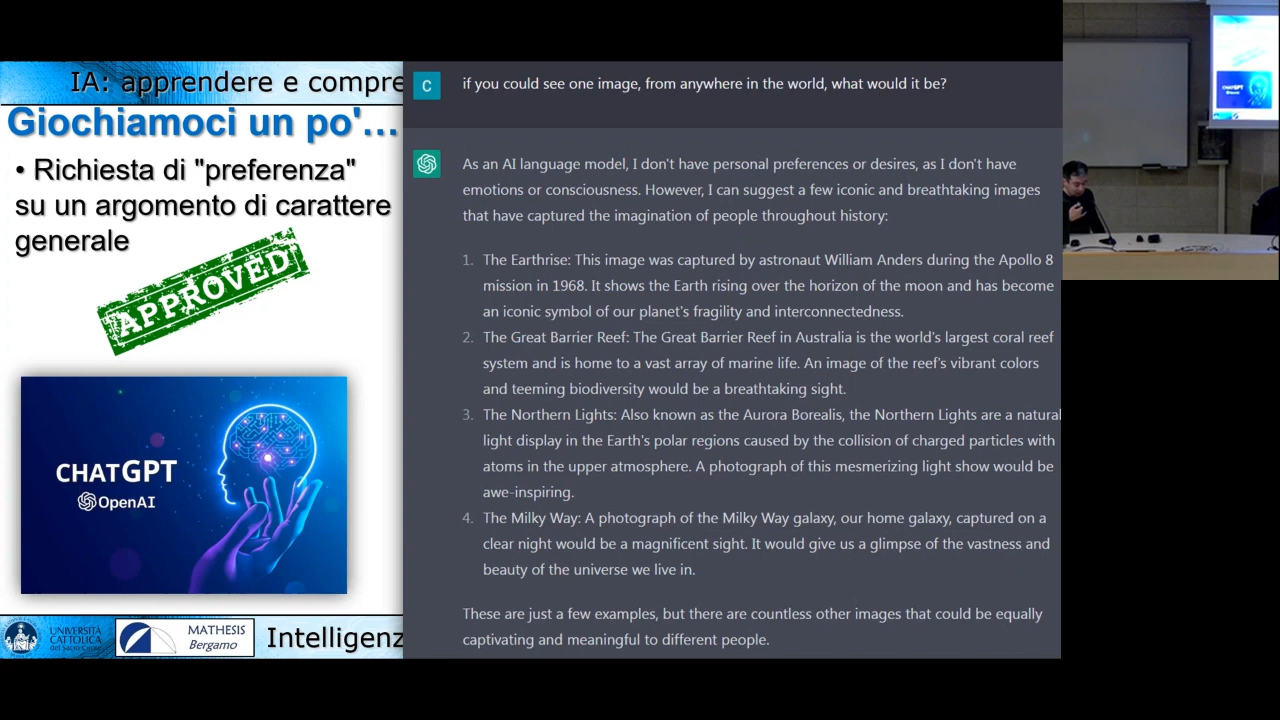 IA: apprendere e compre
Giochiamoci un po'...
• Richiesta di "preferenza"
su un argomento di carattere
generale
APPROVED
CHATGPT
OpenAI
UNIVERSITÀ
CATTOLICA
del Sacro Cuore
MATHESIS
Bergamo
Intelligenz
C
if you could see one image, from anywhere in the world, what would it be?
As an AI language model, I don't have personal preferences or desires, as I don't have
emotions or consciousness. However, I can suggest a few iconic and breathtaking images
that have captured the imagination of people throughout history:
1. The Earthrise: This image was captured by astronaut William Anders during the Apollo 8
mission in 1968. It shows the Earth rising over the horizon of the moon and has become
an iconic symbol of our planet's fragility and interconnectedness.
2. The Great Barrier Reef: The Great Barrier Reef in Australia is the world's largest coral reef
system and is home to a vast array of marine life. An image of the reef's vibrant colors
and teeming biodiversity would be a breathtaking sight.
3. The Northern Lights: Also known as the Aurora Borealis, the Northern Lights are a natural
light display in the Earth's polar regions caused by the collision of charged particles with
atoms in the upper atmosphere. A photograph of this mesmerizing light show would be
awe-inspiring.
4. The Milky Way: A photograph of the Milky Way galaxy, our home galaxy, captured on a
clear night would be a magnificent sight. It would give us a glimpse of the vastness and
beauty of the universe we live in.
These are just a few examples, but there are countless other images that could be equally
captivating and meaningful to different people.